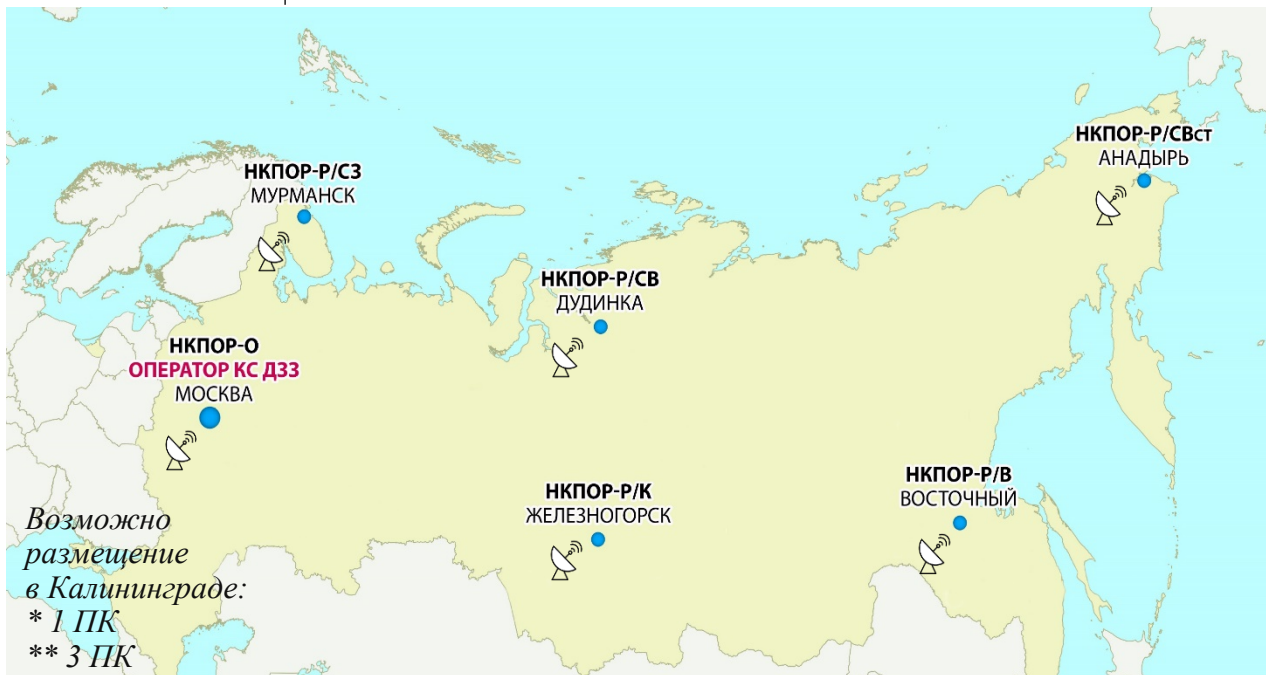 НКПОР-Р/СВст
АНАДЫРЬ
НКПОР-Р/СЗ
МУРМАНСК
НКПОР-Р/СВ
ДУДИНКА
НКПОР-О
ОПЕРАТОР КС ДЗЗ
МОСКВА
НКПОР-Р/К
ЖЕЛЕЗНОГОРСК
НКПОР-Р/В
ВОСТОЧНЫЙ
Возможно
размещение
в Калининграде:
* 1 ПК
** 3 ПК